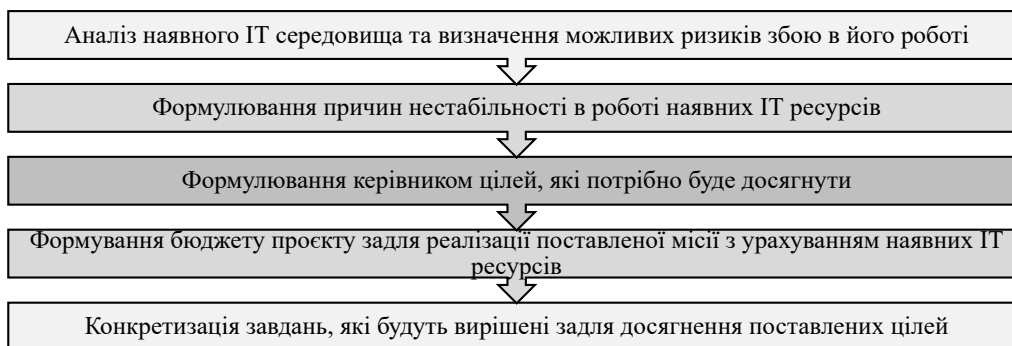 Аналіз наявного ІТ середовища та визначення можливих ризиків збою в його роботі
Формулювання причин нестабільності в роботі наявних ІТ ресурсів
Формулювання керівником цілей, які потрібно буде досягнути
Формування бюджету проєкту задля реалізації поставленої місії з урахуванням наявних ІТ
ресурсів
Конкретизація завдань, які будуть вирішені задля досягнення поставлених цілей